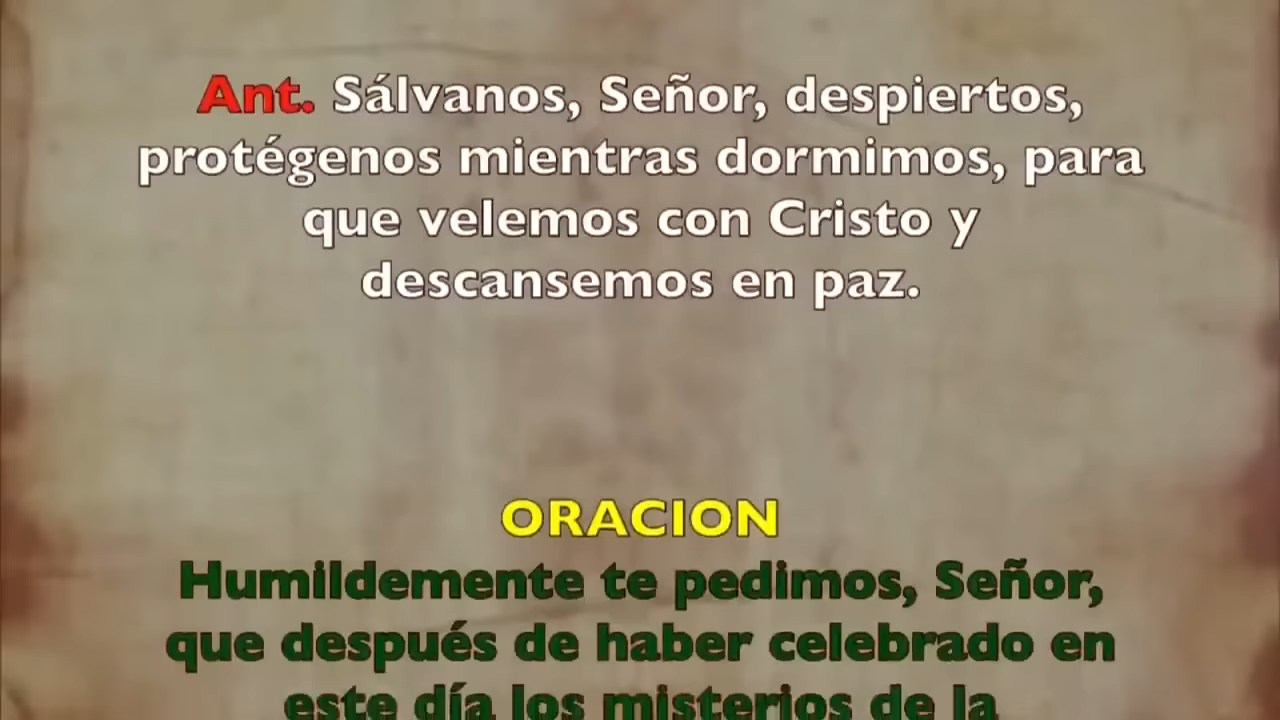 Ant. Sálvanos, Señor, despiertos,
protégenos mientras dormimos, para
que velemos con Cristo y
descansemos en paz.
ORACION
Humildemente te pedimos, Señor,
que después de haber celebrado en
este día los misterios de la